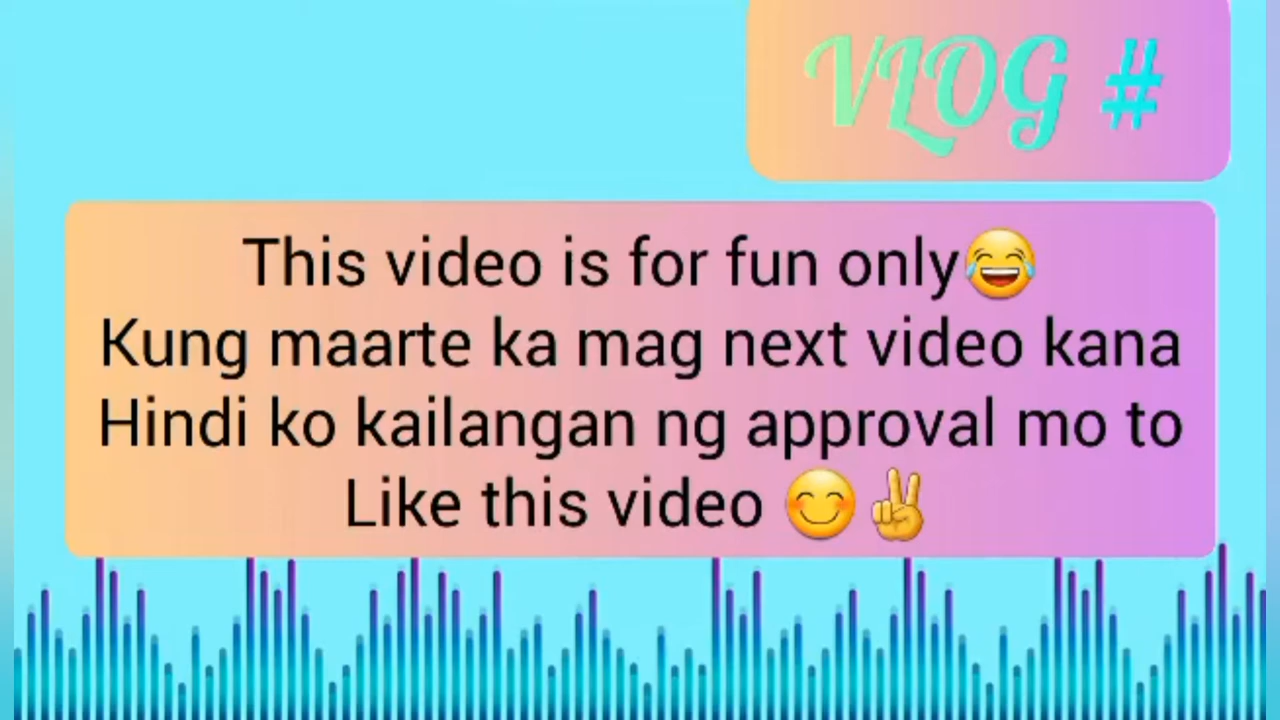 VLOG #
This video is for fun only😂
Kung maarte ka mag next video kana
Hindi ko kailangan ng approval mo to
Like this video 😊✌